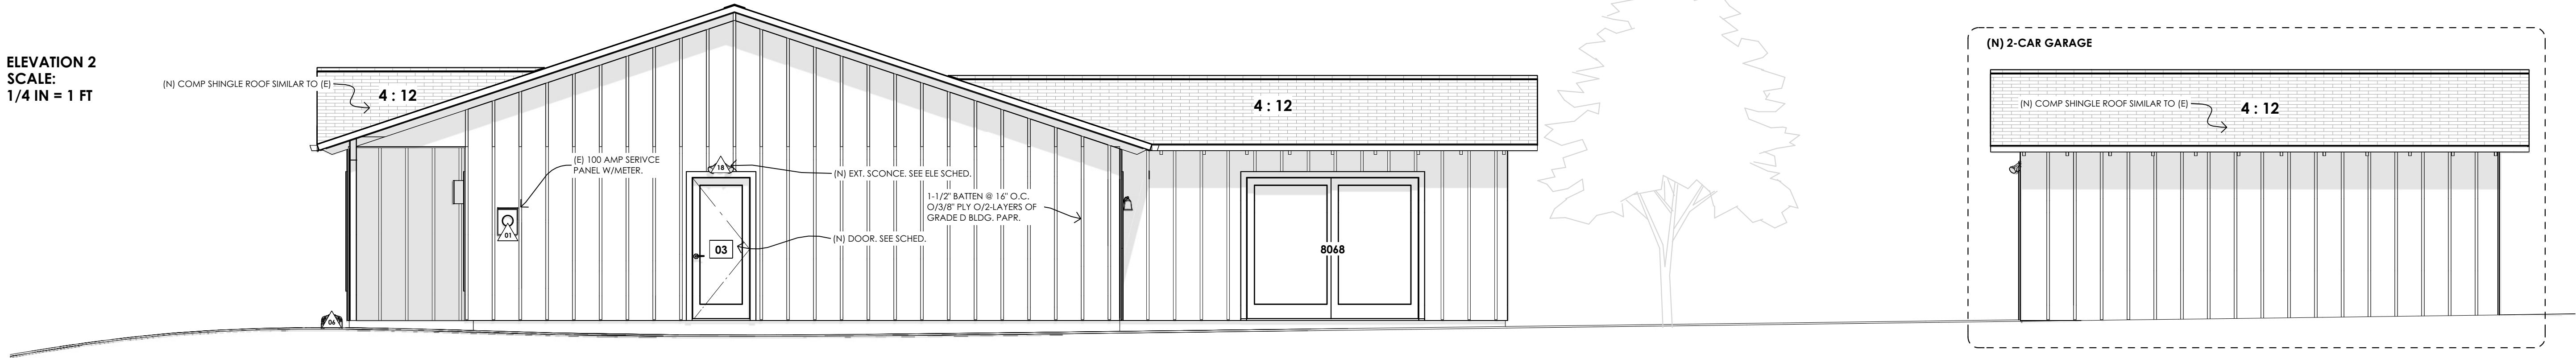 ELEVATION 2
SCALE:
1/4 IN = 1 FT
(N) COMP SHINGLE ROOF SIMILAR TO (E)
4 : 12
(E) 100 AMP SERIVCE
PANEL W/METER.
01
06
18
(N) EXT. SCONCE. SEE ELE SCHED.
03
(N) DOOR. SEE SCHED.
1-1/2" BATTEN @ 16" O.C.
O/3/8" PLY O/2-LAYERS OF
GRADE D BLDG. PAPR.
4 : 12
8068
(N) 2-CAR GARAGE
(N) COMP SHINGLE ROOF SIMILAR TO (E)
4 : 12